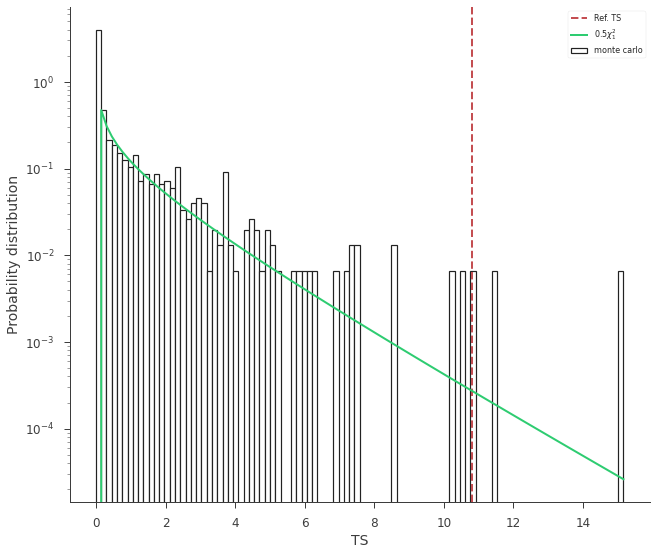 Ref. TS
0.5χ²₁
monte carlo
Probability distribution
10⁰
10⁻¹
10⁻²
10⁻³
10⁻⁴
0 2 4 6 8 10 12 14
TS